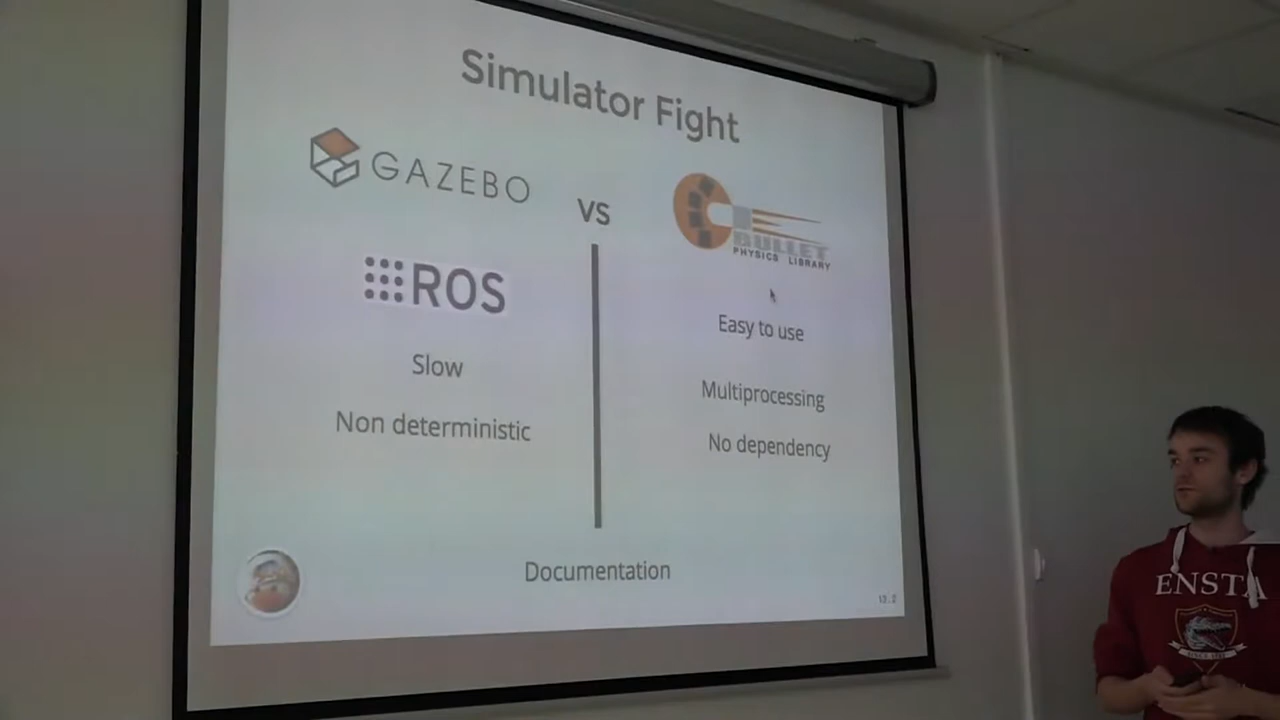 Simulator Fight
GAZEBO
VS
BULLET
PHYSICS LIBRARY
ROS
Easy to use
Slow
Multiprocessing
Non deterministic
No dependency
Documentation
ENSTA